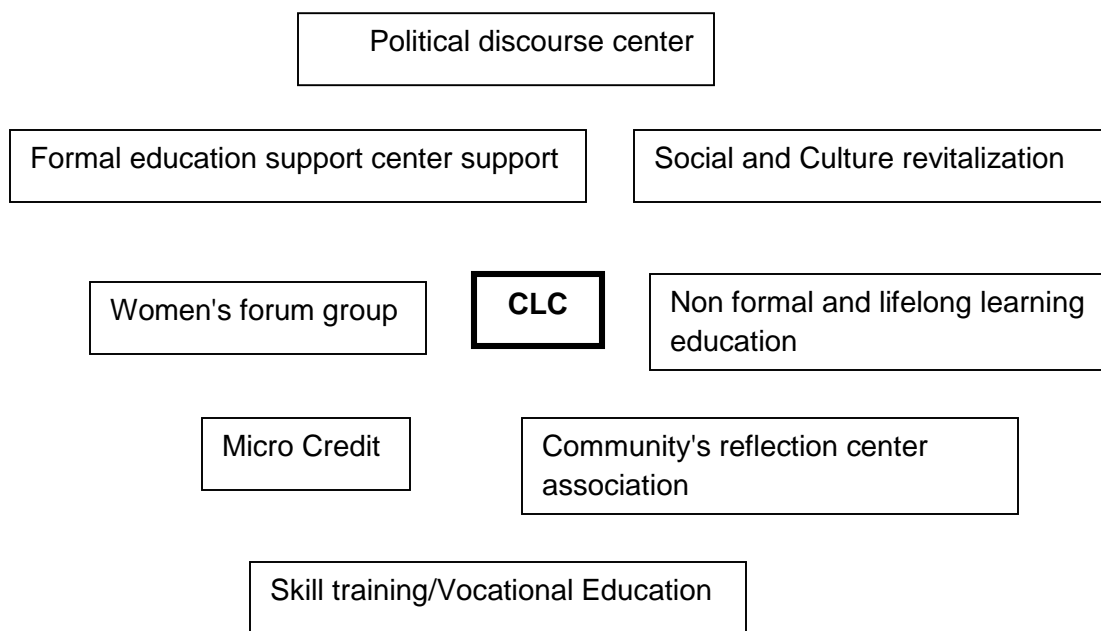 Political discourse center
Formal education support center support
Social and Culture revitalization
Women's forum group
CLC
Non formal and lifelong learning
education
Micro Credit
Community's reflection center
association
Skill training/Vocational Education